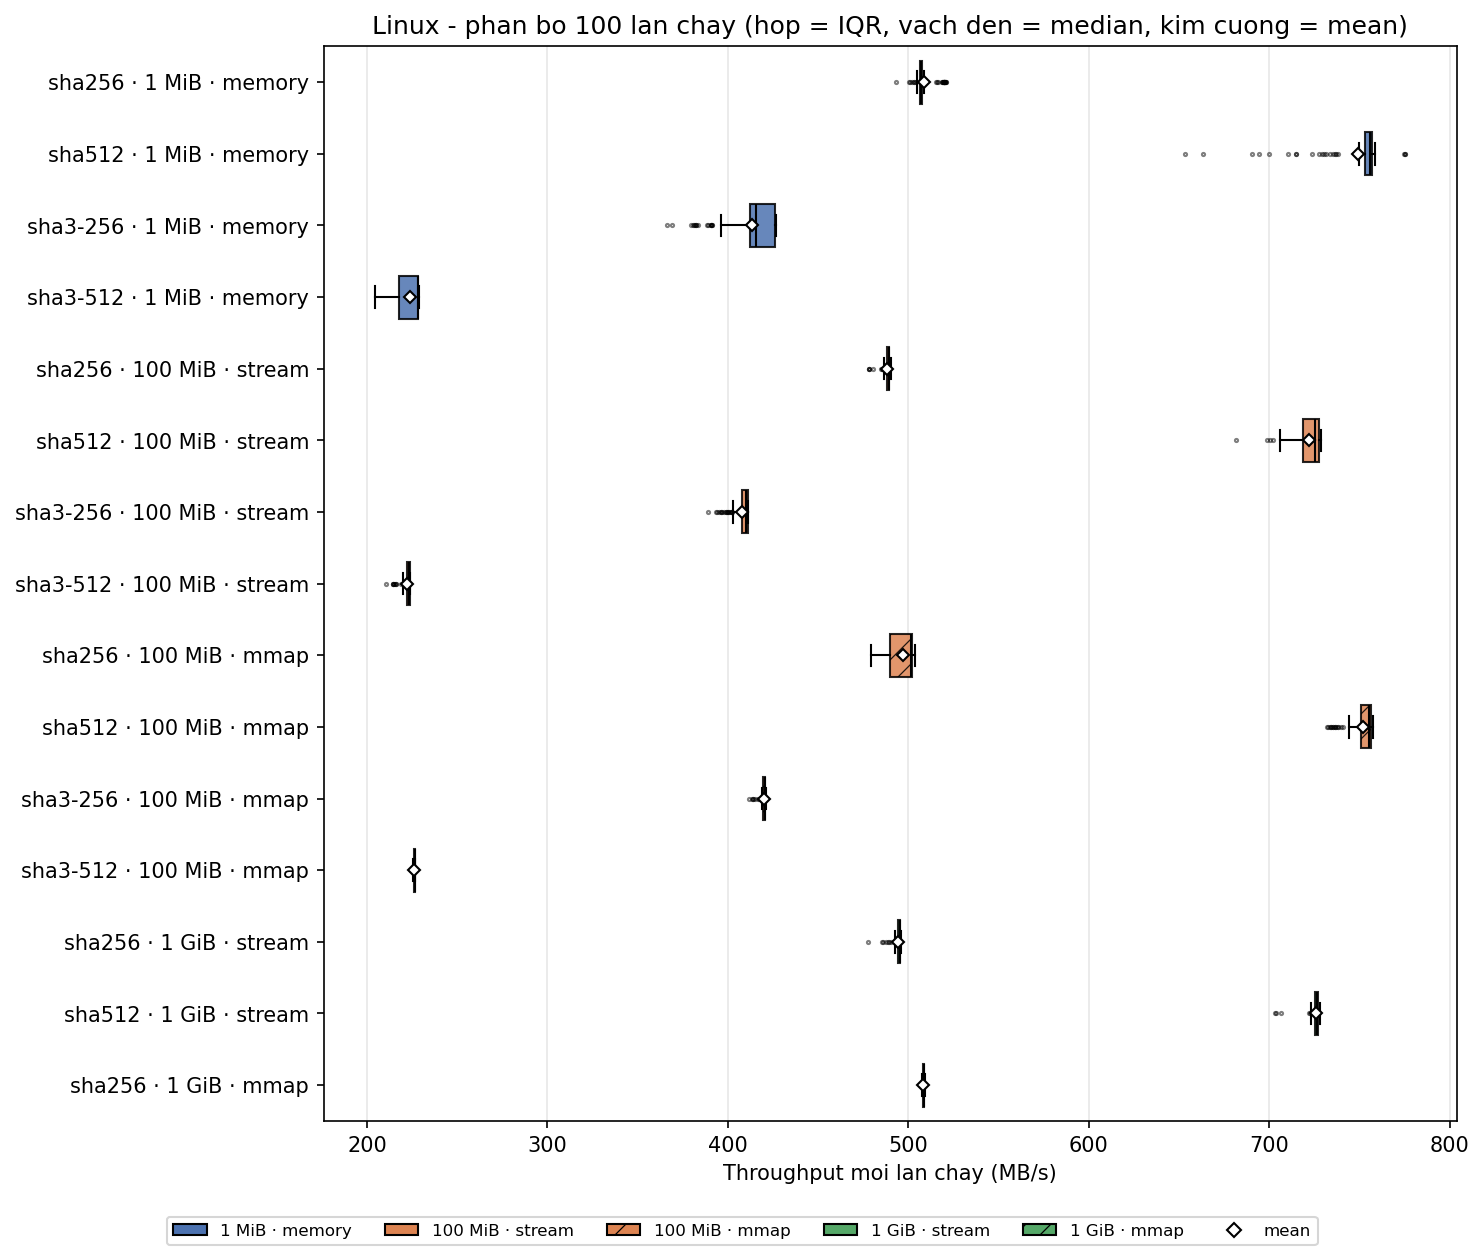 Linux - phan bo 100 lan chay (hop = IQR, vach den = median, kim cuong = mean)
sha256 · 1 MiB · memory
sha512 · 1 MiB · memory
sha3-256 · 1 MiB · memory
sha3-512 · 1 MiB · memory
sha256 · 100 MiB · stream
sha512 · 100 MiB · stream
sha3-256 · 100 MiB · stream
sha3-512 · 100 MiB · stream
sha256 · 100 MiB · mmap
sha512 · 100 MiB · mmap
sha3-256 · 100 MiB · mmap
sha3-512 · 100 MiB · mmap
sha256 · 1 GiB · stream
sha512 · 1 GiB · stream
sha256 · 1 GiB · mmap
200 300 400 500 600 700 800
Throughput moi lan chay (MB/s)
1 MiB · memory 100 MiB · stream 100 MiB · mmap 1 GiB · stream 1 GiB · mmap mean